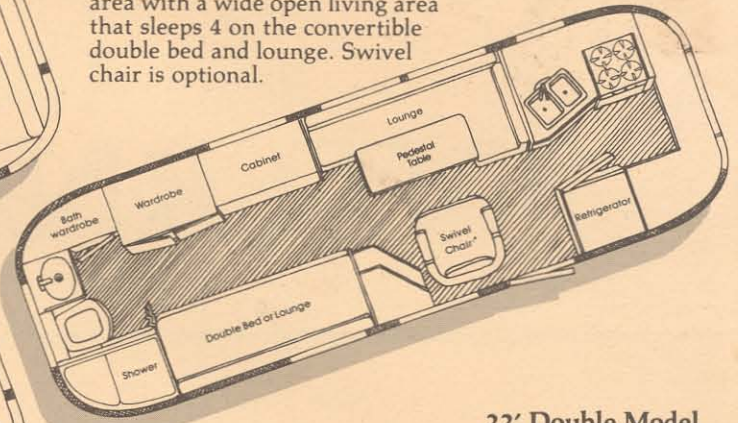 area with a wide open living area
that sleeps 4 on the convertible
double bed and lounge. Swivel
chair is optional.
Lounge
Pedestal
Table
Cabinet
Wardrobe
Bath
wardrobe
Refrigerator
Swivel
Chair*
Double Bed or Lounge
Shower
22' Double Model